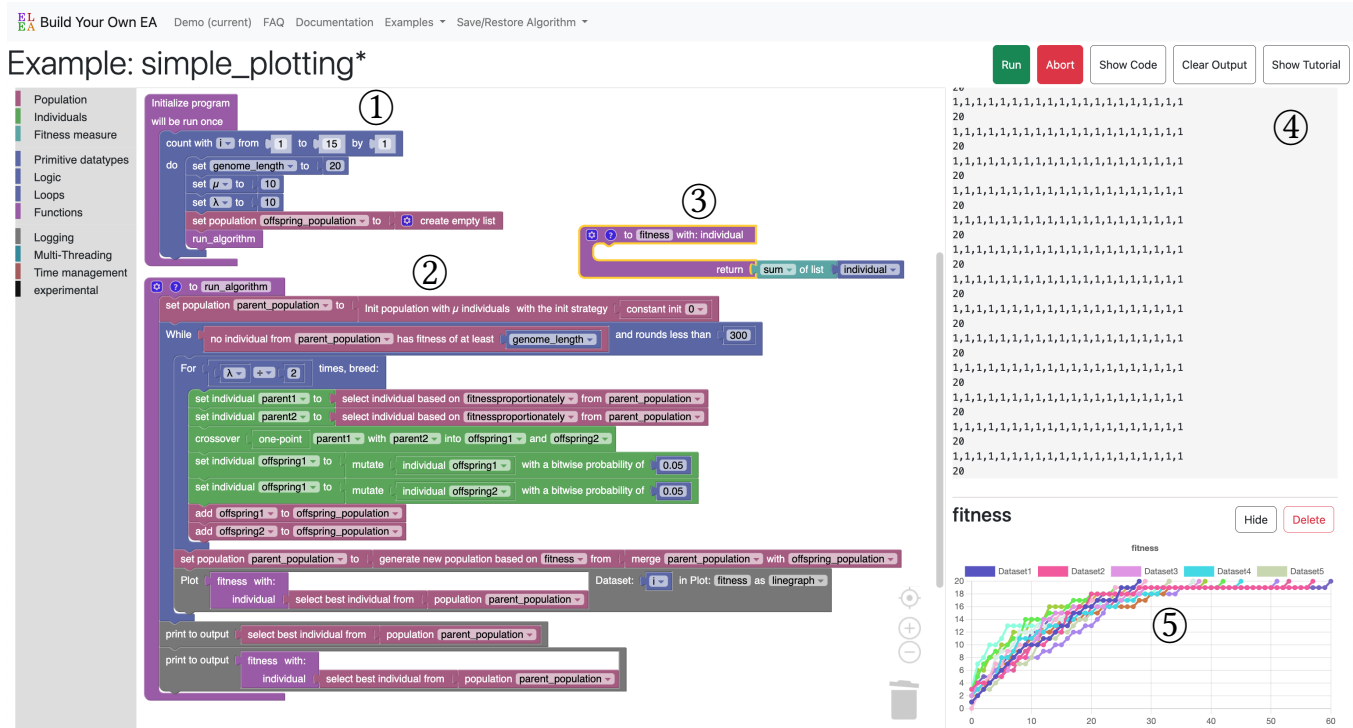 EL
EA Build Your Own EA Demo (current) FAQ Documentation Examples Save/Restore Algorithm
Example: simple_plotting*
Run Abort Show Code Clear Output Show Tutorial
Population
Individuals
Fitness measure
Primitive datatypes
Logic
Loops
Functions
Logging
Multi-Threading
Time management
experimental
①
Initialize program
will be run once
count with i from 1 to 15 by 1
do set genome_length to 20
set μ to 10
set λ to 10
set population offspring_population to create empty list
run_algorithm
②
? to run_algorithm
set population parent_population to Init population with μ individuals with the init strategy constant init 0
While no individual from parent_population has fitness of at least genome_length and rounds less than 300
For λ ÷ 2 times, breed:
set individual parent1 to select individual based on fitnessproportionately from parent_population
set individual parent2 to select individual based on fitnessproportionately from parent_population
crossover one-point parent1 with parent2 into offspring1 and offspring2
set individual offspring1 to mutate individual offspring1 with a bitwise probability of 0.05
set individual offspring1 to mutate individual offspring2 with a bitwise probability of 0.05
add offspring1 to offspring_population
add offspring2 to offspring_population
set population parent_population to generate new population based on fitness from merge parent_population with offspring_population
Plot fitness with: Dataset: i in Plot: fitness as linegraph
individual select best individual from population parent_population
print to output select best individual from population parent_population
print to output fitness with:
individual select best individual from population parent_population
③
? to fitness with: individual
return sum of list individual
④
20
1,1,1,1,1,1,1,1,1,1,1,1,1,1,1,1,1,1,1,1
20
1,1,1,1,1,1,1,1,1,1,1,1,1,1,1,1,1,1,1,1
20
1,1,1,1,1,1,1,1,1,1,1,1,1,1,1,1,1,1,1,1
20
1,1,1,1,1,1,1,1,1,1,1,1,1,1,1,1,1,1,1,1
20
1,1,1,1,1,1,1,1,1,1,1,1,1,1,1,1,1,1,1,1
20
1,1,1,1,1,1,1,1,1,1,1,1,1,1,1,1,1,1,1,1
20
1,1,1,1,1,1,1,1,1,1,1,1,1,1,1,1,1,1,1,1
20
1,1,1,1,1,1,1,1,1,1,1,1,1,1,1,1,1,1,1,1
20
1,1,1,1,1,1,1,1,1,1,1,1,1,1,1,1,1,1,1,1
20
1,1,1,1,1,1,1,1,1,1,1,1,1,1,1,1,1,1,1,1
20
1,1,1,1,1,1,1,1,1,1,1,1,1,1,1,1,1,1,1,1
20
1,1,1,1,1,1,1,1,1,1,1,1,1,1,1,1,1,1,1,1
20
1,1,1,1,1,1,1,1,1,1,1,1,1,1,1,1,1,1,1,1
20
fitness Hide Delete
fitness
Dataset1 Dataset2 Dataset3 Dataset4 Dataset5
20
18
16
14
12
10
8
6
4
2
0
⑤
0 10 20 30 40 50 60